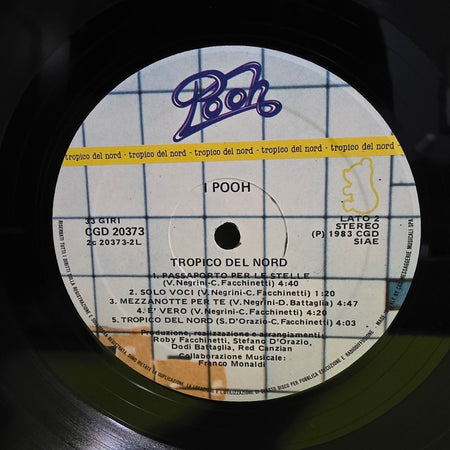 Pooh
tropico del nord - tropico del nord - tropico del nord - tropico del nord - tropico del nord
I POOH
33 GIRI
CGD 20373
2c 20373-2L
LATO 2
STEREO
(P) 1983 CGD
SIAE
TROPICO DEL NORD
1. PASSAPORTO PER LE STELLE
(V.Negrini-C. Facchinetti) 4:40
2. SOLO VOCI (V. Negrini-C. Facchinetti) 1:20
3. MEZZANOTTE PER TE (V.Negrini-D. Battaglia) 4:47
4. E' VERO (V. Negrini-C. Facchinetti) 4:20
5. TROPICO DEL NORD (S. D'Orazio-C. Facchinetti) 4:03
Produzione, realizzazione e arrangiamenti:
Roby Facchinetti, Stefano D'Orazio,
Dodi Battaglia, Red Canzian
Collaborazione Musicale:
Franco Monaldi